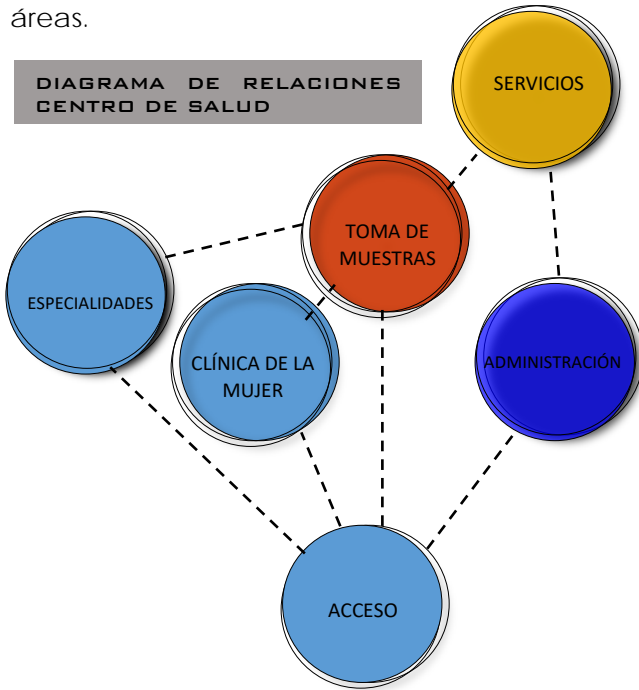 áreas.
DIAGRAMA DE RELACIONES
CENTRO DE SALUD
SERVICIOS
TOMA DE
MUESTRAS
ESPECIALIDADES
CLÍNICA DE LA
MUJER
ADMINISTRACIÓN
ACCESO